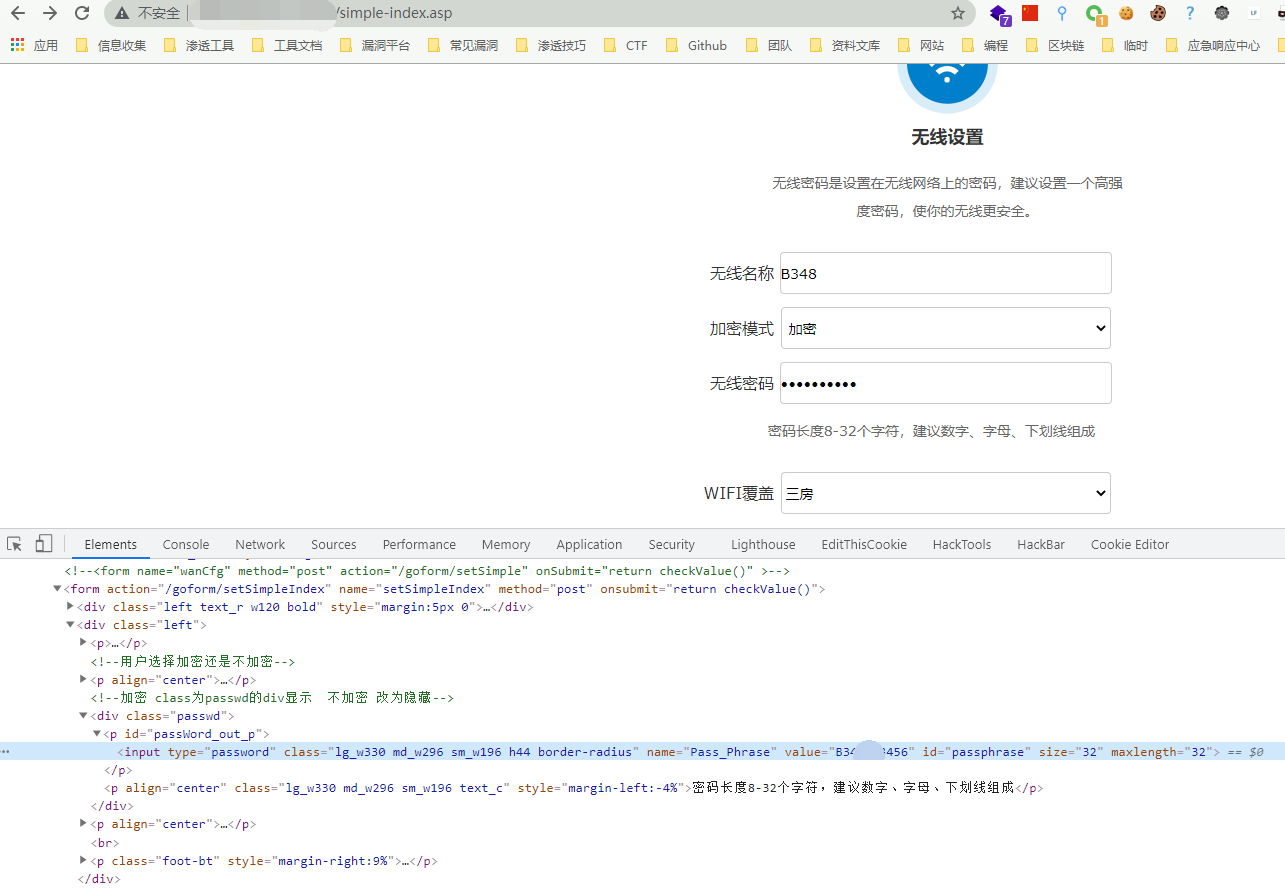 不安全 | /simple-index.asp
7 1 ? LF
应用 信息收集 渗透工具 工具文档 漏洞平台 常见漏洞 渗透技巧 CTF Github 团队 资料文库 网站 编程 区块链 临时 应急响应中心
无线设置
无线密码是设置在无线网络上的密码，建议设置一个高强
度密码，使你的无线更安全。
无线名称 B348
加密模式 加密
无线密码 ••••••••••
密码长度8-32个字符，建议数字、字母、下划线组成
WIFI覆盖 三房
Elements Console Network Sources Performance Memory Application Security Lighthouse EditThisCookie HackTools HackBar Cookie Editor
<!--<form name="wanCfg" method="post" action="/goform/setSimple" onSubmit="return checkValue()" >-->
▼<form action="/goform/setSimpleIndex" name="setSimpleIndex" method="post" onsubmit="return checkValue()">
▶<div class="left text_r w120 bold" style="margin:5px 0">…</div>
▼<div class="left">
▶<p>…</p>
<!--用户选择加密还是不加密-->
▶<p align="center">…</p>
<!--加密 class为passwd的div显示  不加密 改为隐藏-->
▼<div class="passwd">
▼<p id="passWord_out_p">
<input type="password" class="lg_w330 md_w296 sm_w196 h44 border-radius" name="Pass_Phrase" value="B34 456" id="passphrase" size="32" maxlength="32"> == $0
</p>
<p align="center" class="lg_w330 md_w296 sm_w196 text_c" style="margin-left:-4%">密码长度8-32个字符，建议数字、字母、下划线组成</p>
</div>
▶<p align="center">…</p>
<br>
▶<p class="foot-bt" style="margin-right:9%">…</p>
</div>